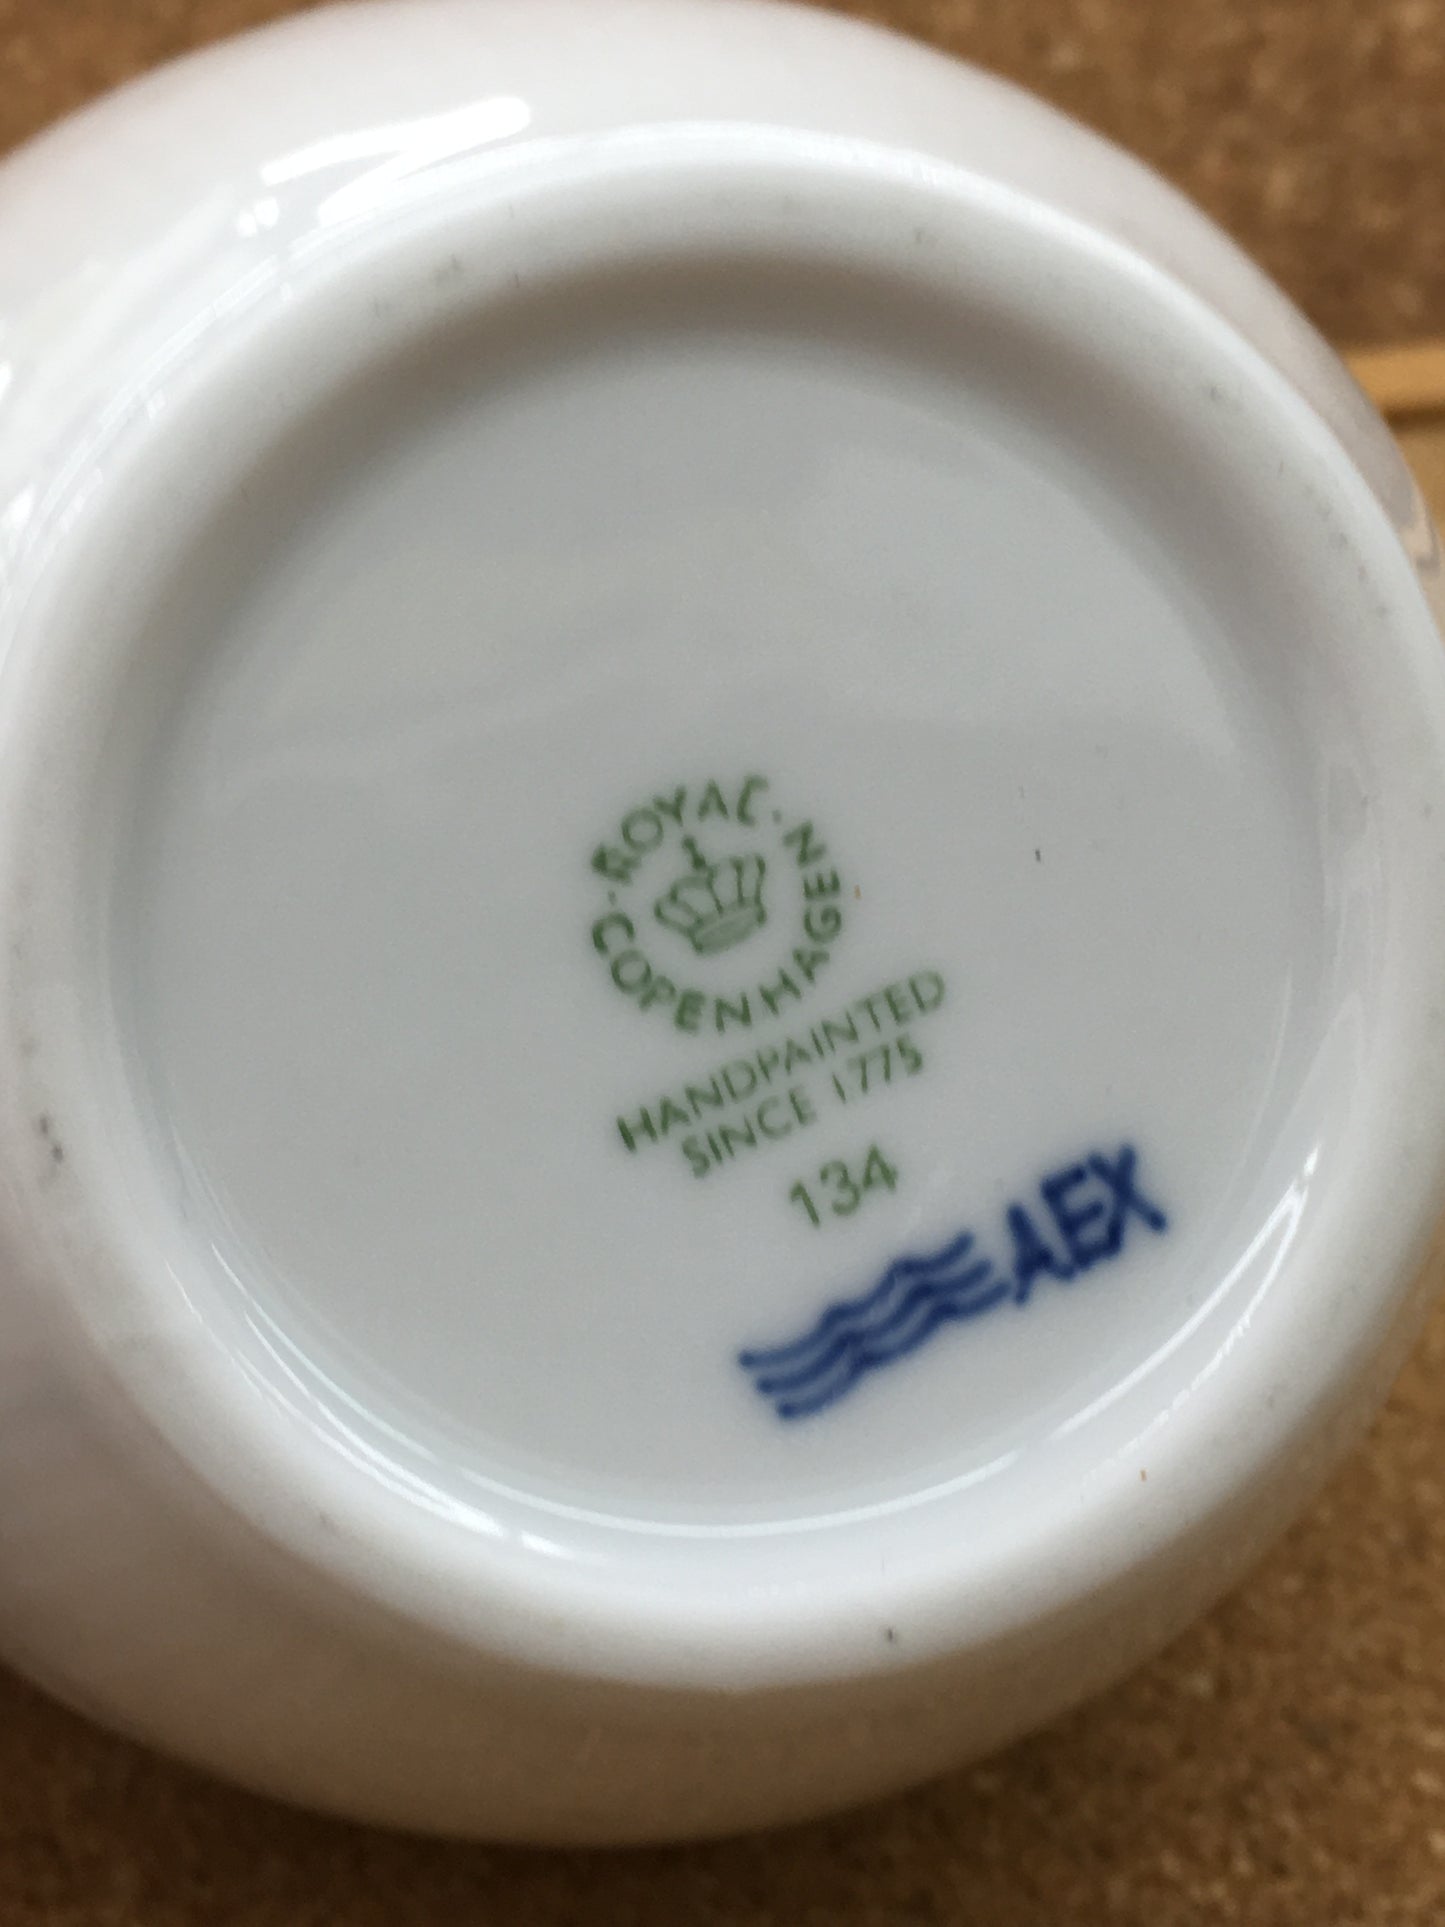 ROYAL · COPENHAGEN ·
HANDPAINTED
SINCE 1775
134
AEX